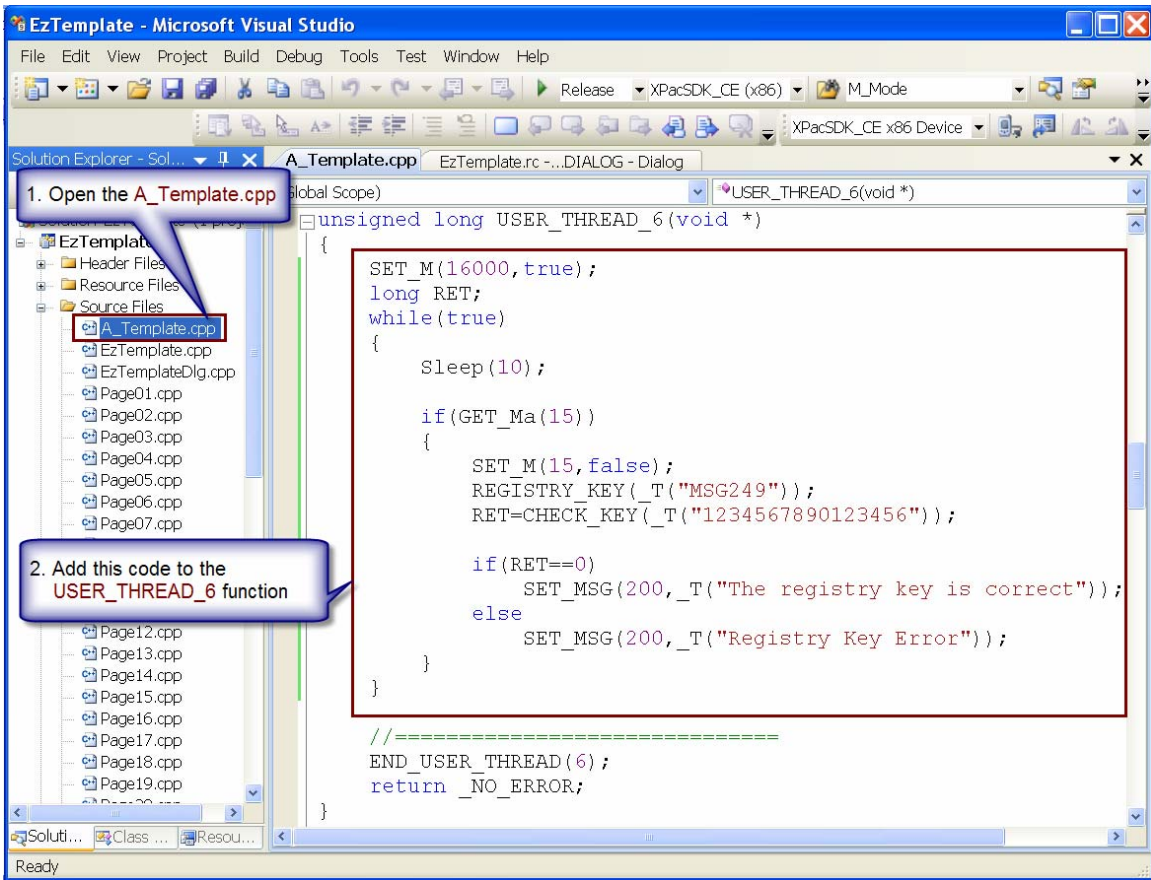 EzTemplate - Microsoft Visual Studio
File Edit View Project Build Debug Tools Test Window Help
Release XPacSDK_CE (x86) M_Mode
XPacSDK_CE x86 Device
Solution Explorer - Sol...
A_Template.cpp EzTemplate.rc -...DIALOG - Dialog
1. Open the A_Template.cpp
Global Scope) USER_THREAD_6(void *)
EzTemplate
Header Files
Resource Files
Source Files
A_Template.cpp
EzTemplate.cpp
EzTemplateDlg.cpp
Page01.cpp
Page02.cpp
Page03.cpp
Page04.cpp
Page05.cpp
Page06.cpp
Page07.cpp
2. Add this code to the
USER_THREAD_6 function
Page12.cpp
Page13.cpp
Page14.cpp
Page15.cpp
Page16.cpp
Page17.cpp
Page18.cpp
Page19.cpp
unsigned long USER_THREAD_6(void *)
{
SET_M(16000,true);
long RET;
while(true)
{
Sleep(10);
if(GET_Ma(15))
{
SET_M(15,false);
REGISTRY_KEY(_T("MSG249"));
RET=CHECK_KEY(_T("1234567890123456"));
if(RET==0)
SET_MSG(200,_T("The registry key is correct"));
else
SET_MSG(200,_T("Registry Key Error"));
}
}
//==============================
END_USER_THREAD(6);
return _NO_ERROR;
}
Soluti... Class ... Resou...
Ready